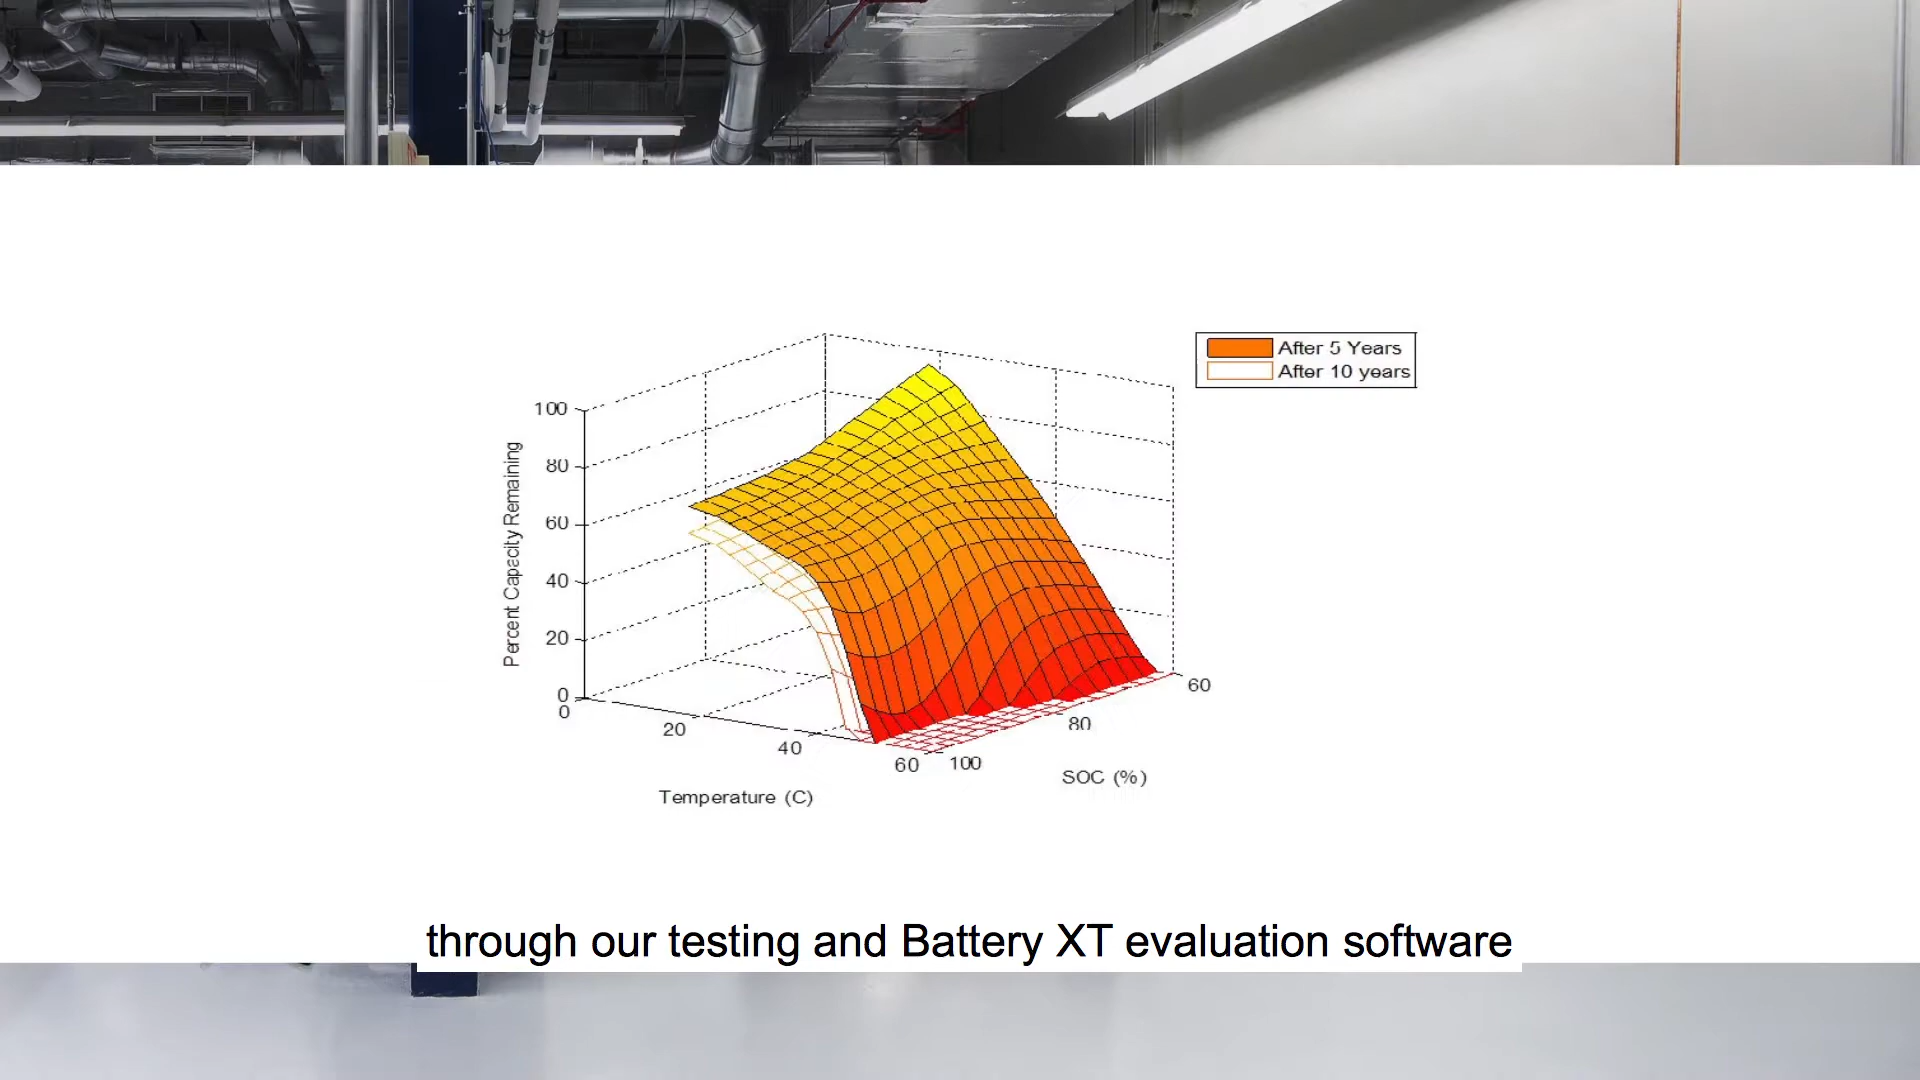 After 5 Years
After 10 years
100
80
60
40
20
0
Percent Capacity Remaining
0
20
40
60
Temperature (C)
100
80
60
SOC (%)
through our testing and Battery XT evaluation software